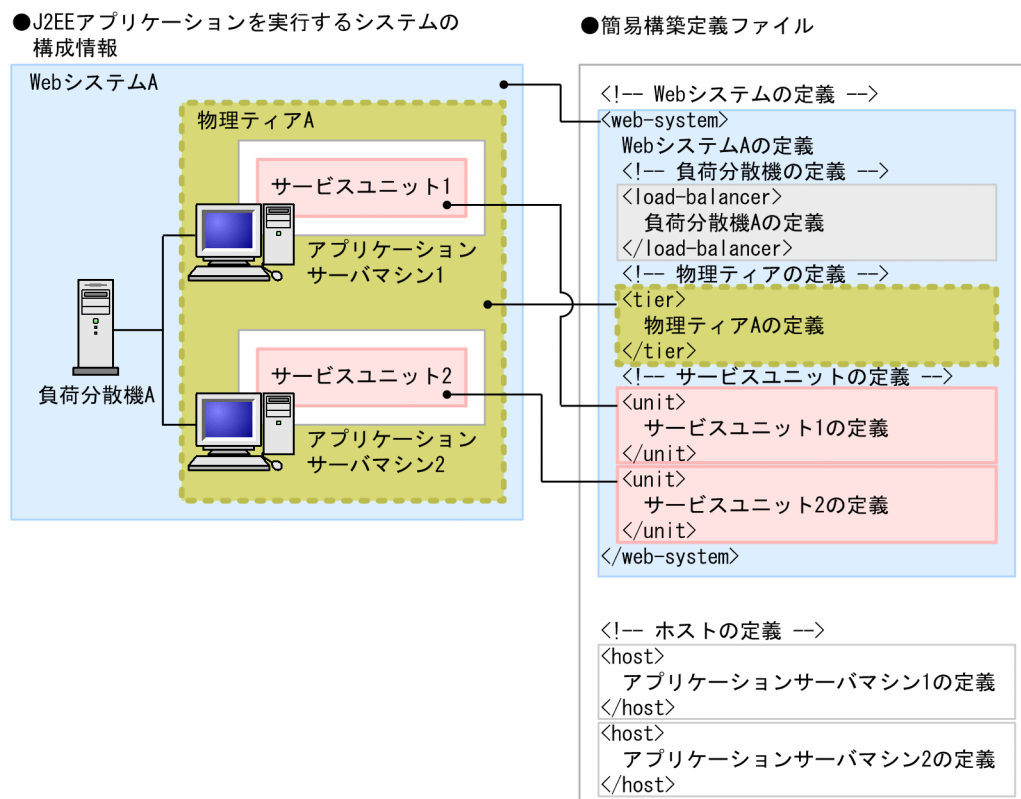 ●J2EEアプリケーションを実行するシステムの
構成情報
WebシステムA
物理ティアA
サービスユニット1
アプリケーション
サーバマシン1
負荷分散機A
サービスユニット2
アプリケーション
サーバマシン2
●簡易構築定義ファイル
<!-- Webシステムの定義 -->
<web-system>
WebシステムAの定義
<!-- 負荷分散機の定義 -->
<load-balancer>
負荷分散機Aの定義
</load-balancer>
<!-- 物理ティアの定義 -->
<tier>
物理ティアAの定義
</tier>
<!-- サービスユニットの定義 -->
<unit>
サービスユニット1の定義
</unit>
<unit>
サービスユニット2の定義
</unit>
</web-system>
<!-- ホストの定義 -->
<host>
アプリケーションサーバマシン1の定義
</host>
<host>
アプリケーションサーバマシン2の定義
</host>